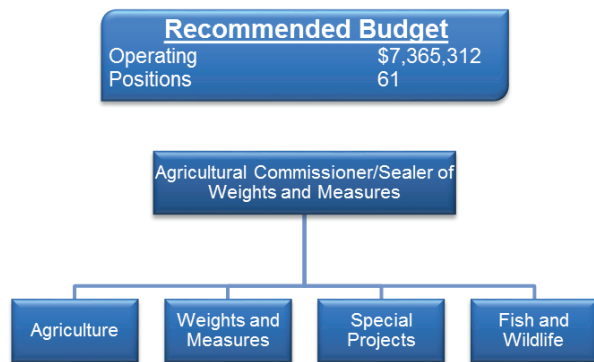 Recommended Budget
Operating $7,365,312
Positions 61
Agricultural Commissioner/Sealer of
Weights and Measures
Agriculture
Weights and
Measures
Special
Projects
Fish and
Wildlife